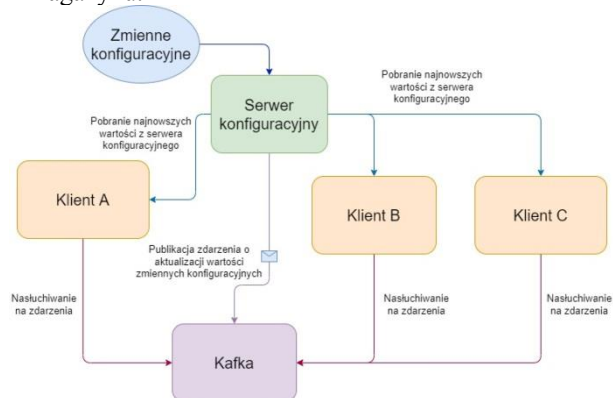 Zmienne
konfiguracyjne
Pobranie najnowszych
wartości z serwera
konfiguracyjnego
Serwer
konfiguracyjny
Pobranie najnowszych
wartości z serwera
konfiguracyjnego
Klient A
Klient B
Klient C
Publikacja zdarzenia o
aktualizacji wartości
zmiennych konfiguracyjnych
Nasłuchiwanie
na zdarzenia
Nasłuchiwanie
na zdarzenia
Nasłuchiwanie
na zdarzenia
Kafka